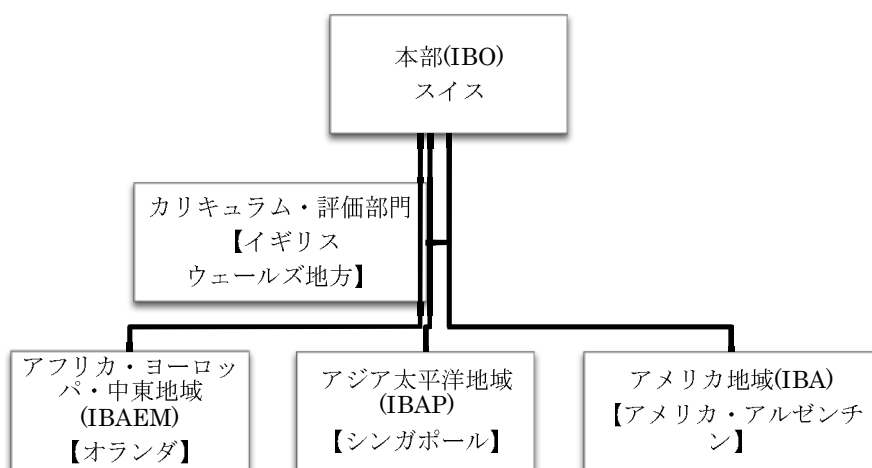 本部(IBO)
スイス
カリキュラム・評価部門
【イギリス
ウェールズ地方】
アフリカ・ヨーロッ
パ・中東地域
(IBAEM)
【オランダ】
アジア太平洋地域
(IBAP)
【シンガポール】
アメリカ地域(IBA)
【アメリカ・アルゼンチ
ン】